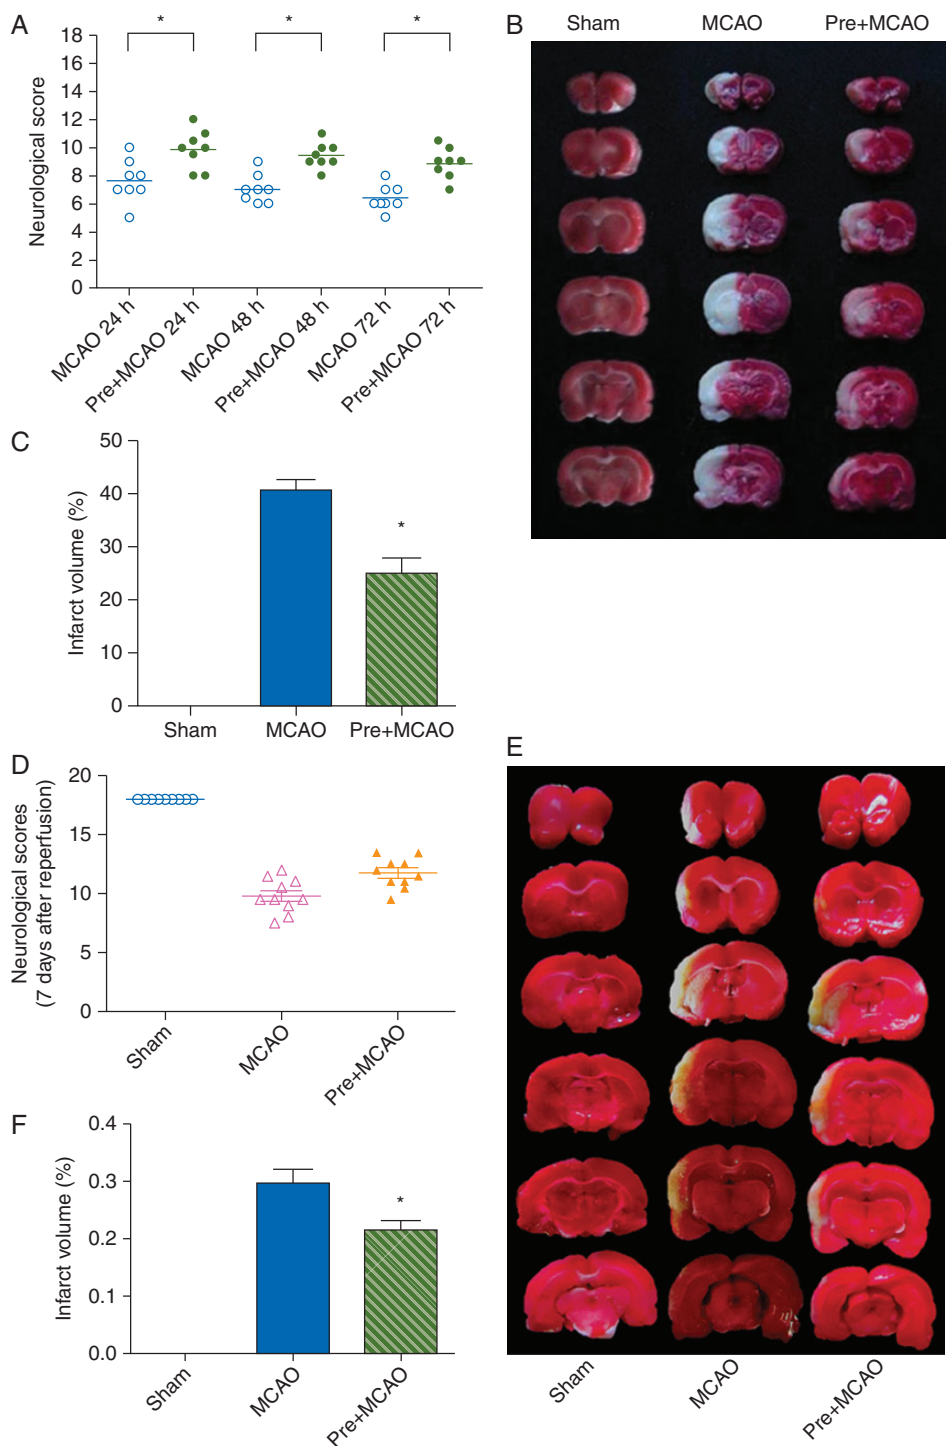 A
*
*
*
18
16
14
12
10
8
6
4
2
0
Neurological score
MCAO 24 h
Pre+MCAO 24 h
MCAO 48 h
Pre+MCAO 48 h
MCAO 72 h
Pre+MCAO 72 h
B
Sham
MCAO
Pre+MCAO
C
50
40
30
20
10
0
Infarct volume (%)
*
Sham
MCAO
Pre+MCAO
D
20
15
10
5
0
Neurological scores
(7 days after reperfusion)
Sham
MCAO
Pre+MCAO
E
Sham
MCAO
Pre+MCAO
F
0.4
0.3
0.2
0.1
0.0
Infarct volume (%)
*
Sham
MCAO
Pre+MCAO